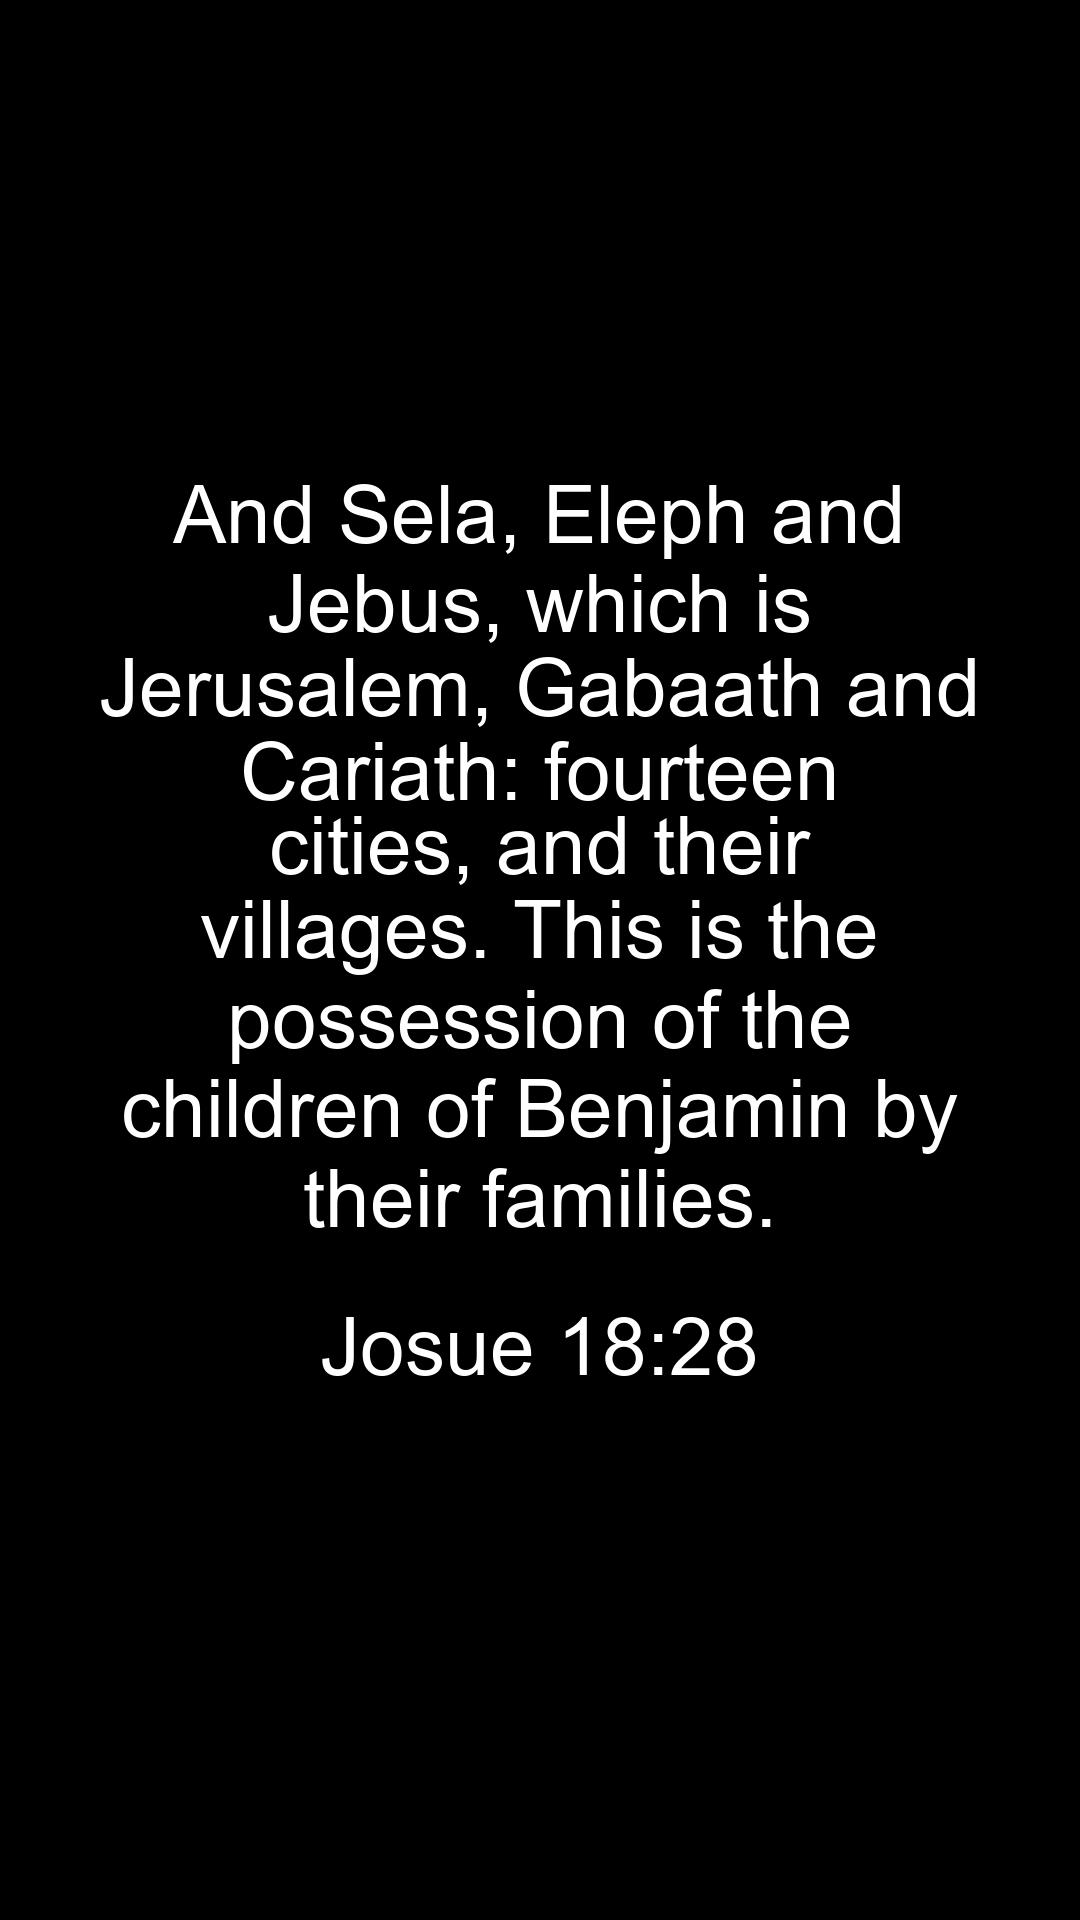 And Sela, Eleph and
Jebus, which is
Jerusalem, Gabaath and
Cariath: fourteen
cities, and their
villages. This is the
possession of the
children of Benjamin by
their families.
Josue 18:28